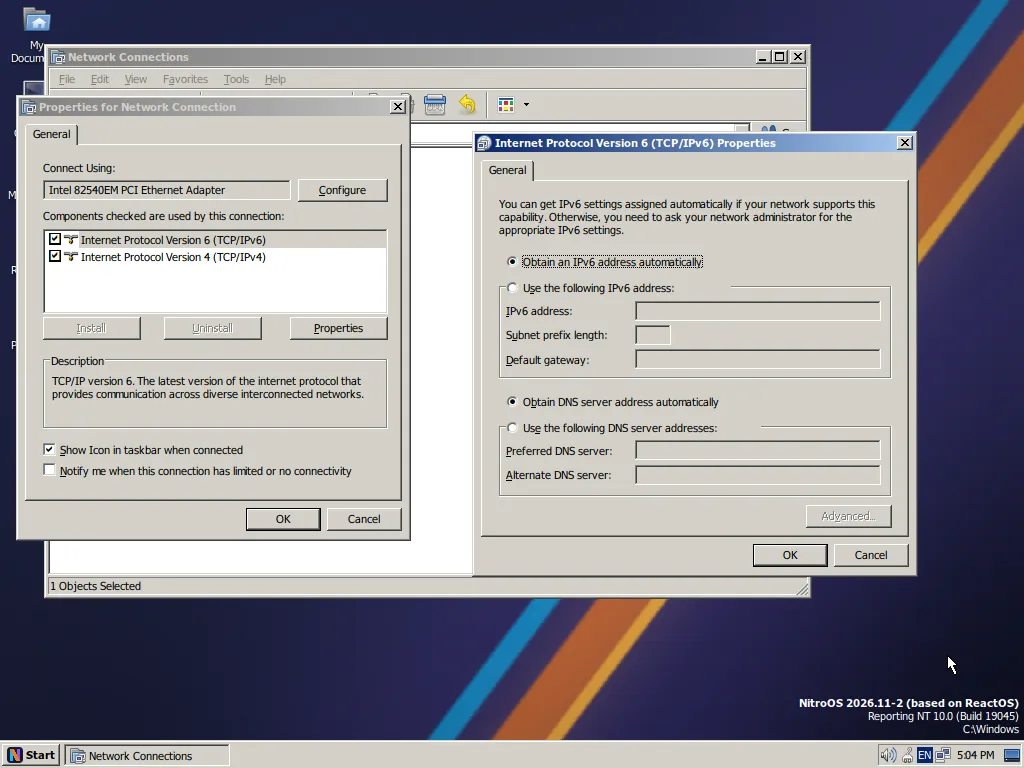 My
Docum
Network Connections
File Edit View Favorites Tools Help
Properties for Network Connection
General
Connect Using:
Intel 82540EM PCI Ethernet Adapter
Configure
Components checked are used by this connection:
Internet Protocol Version 6 (TCP/IPv6)
Internet Protocol Version 4 (TCP/IPv4)
Install Uninstall Properties
Description
TCP/IP version 6. The latest version of the internet protocol that
provides communication across diverse interconnected networks.
Show Icon in taskbar when connected
Notify me when this connection has limited or no connectivity
OK Cancel
Internet Protocol Version 6 (TCP/IPv6) Properties
General
You can get IPv6 settings assigned automatically if your network supports this
capability. Otherwise, you need to ask your network administrator for the
appropriate IPv6 settings.
Obtain an IPv6 address automatically
Use the following IPv6 address:
IPv6 address:
Subnet prefix length:
Default gateway:
Obtain DNS server address automatically
Use the following DNS server addresses:
Preferred DNS server:
Alternate DNS server:
Advanced...
OK Cancel
1 Objects Selected
NitroOS 2026.11-2 (based on ReactOS)
Reporting NT 10.0 (Build 19045)
C:\Windows
Start Network Connections EN 5:04 PM